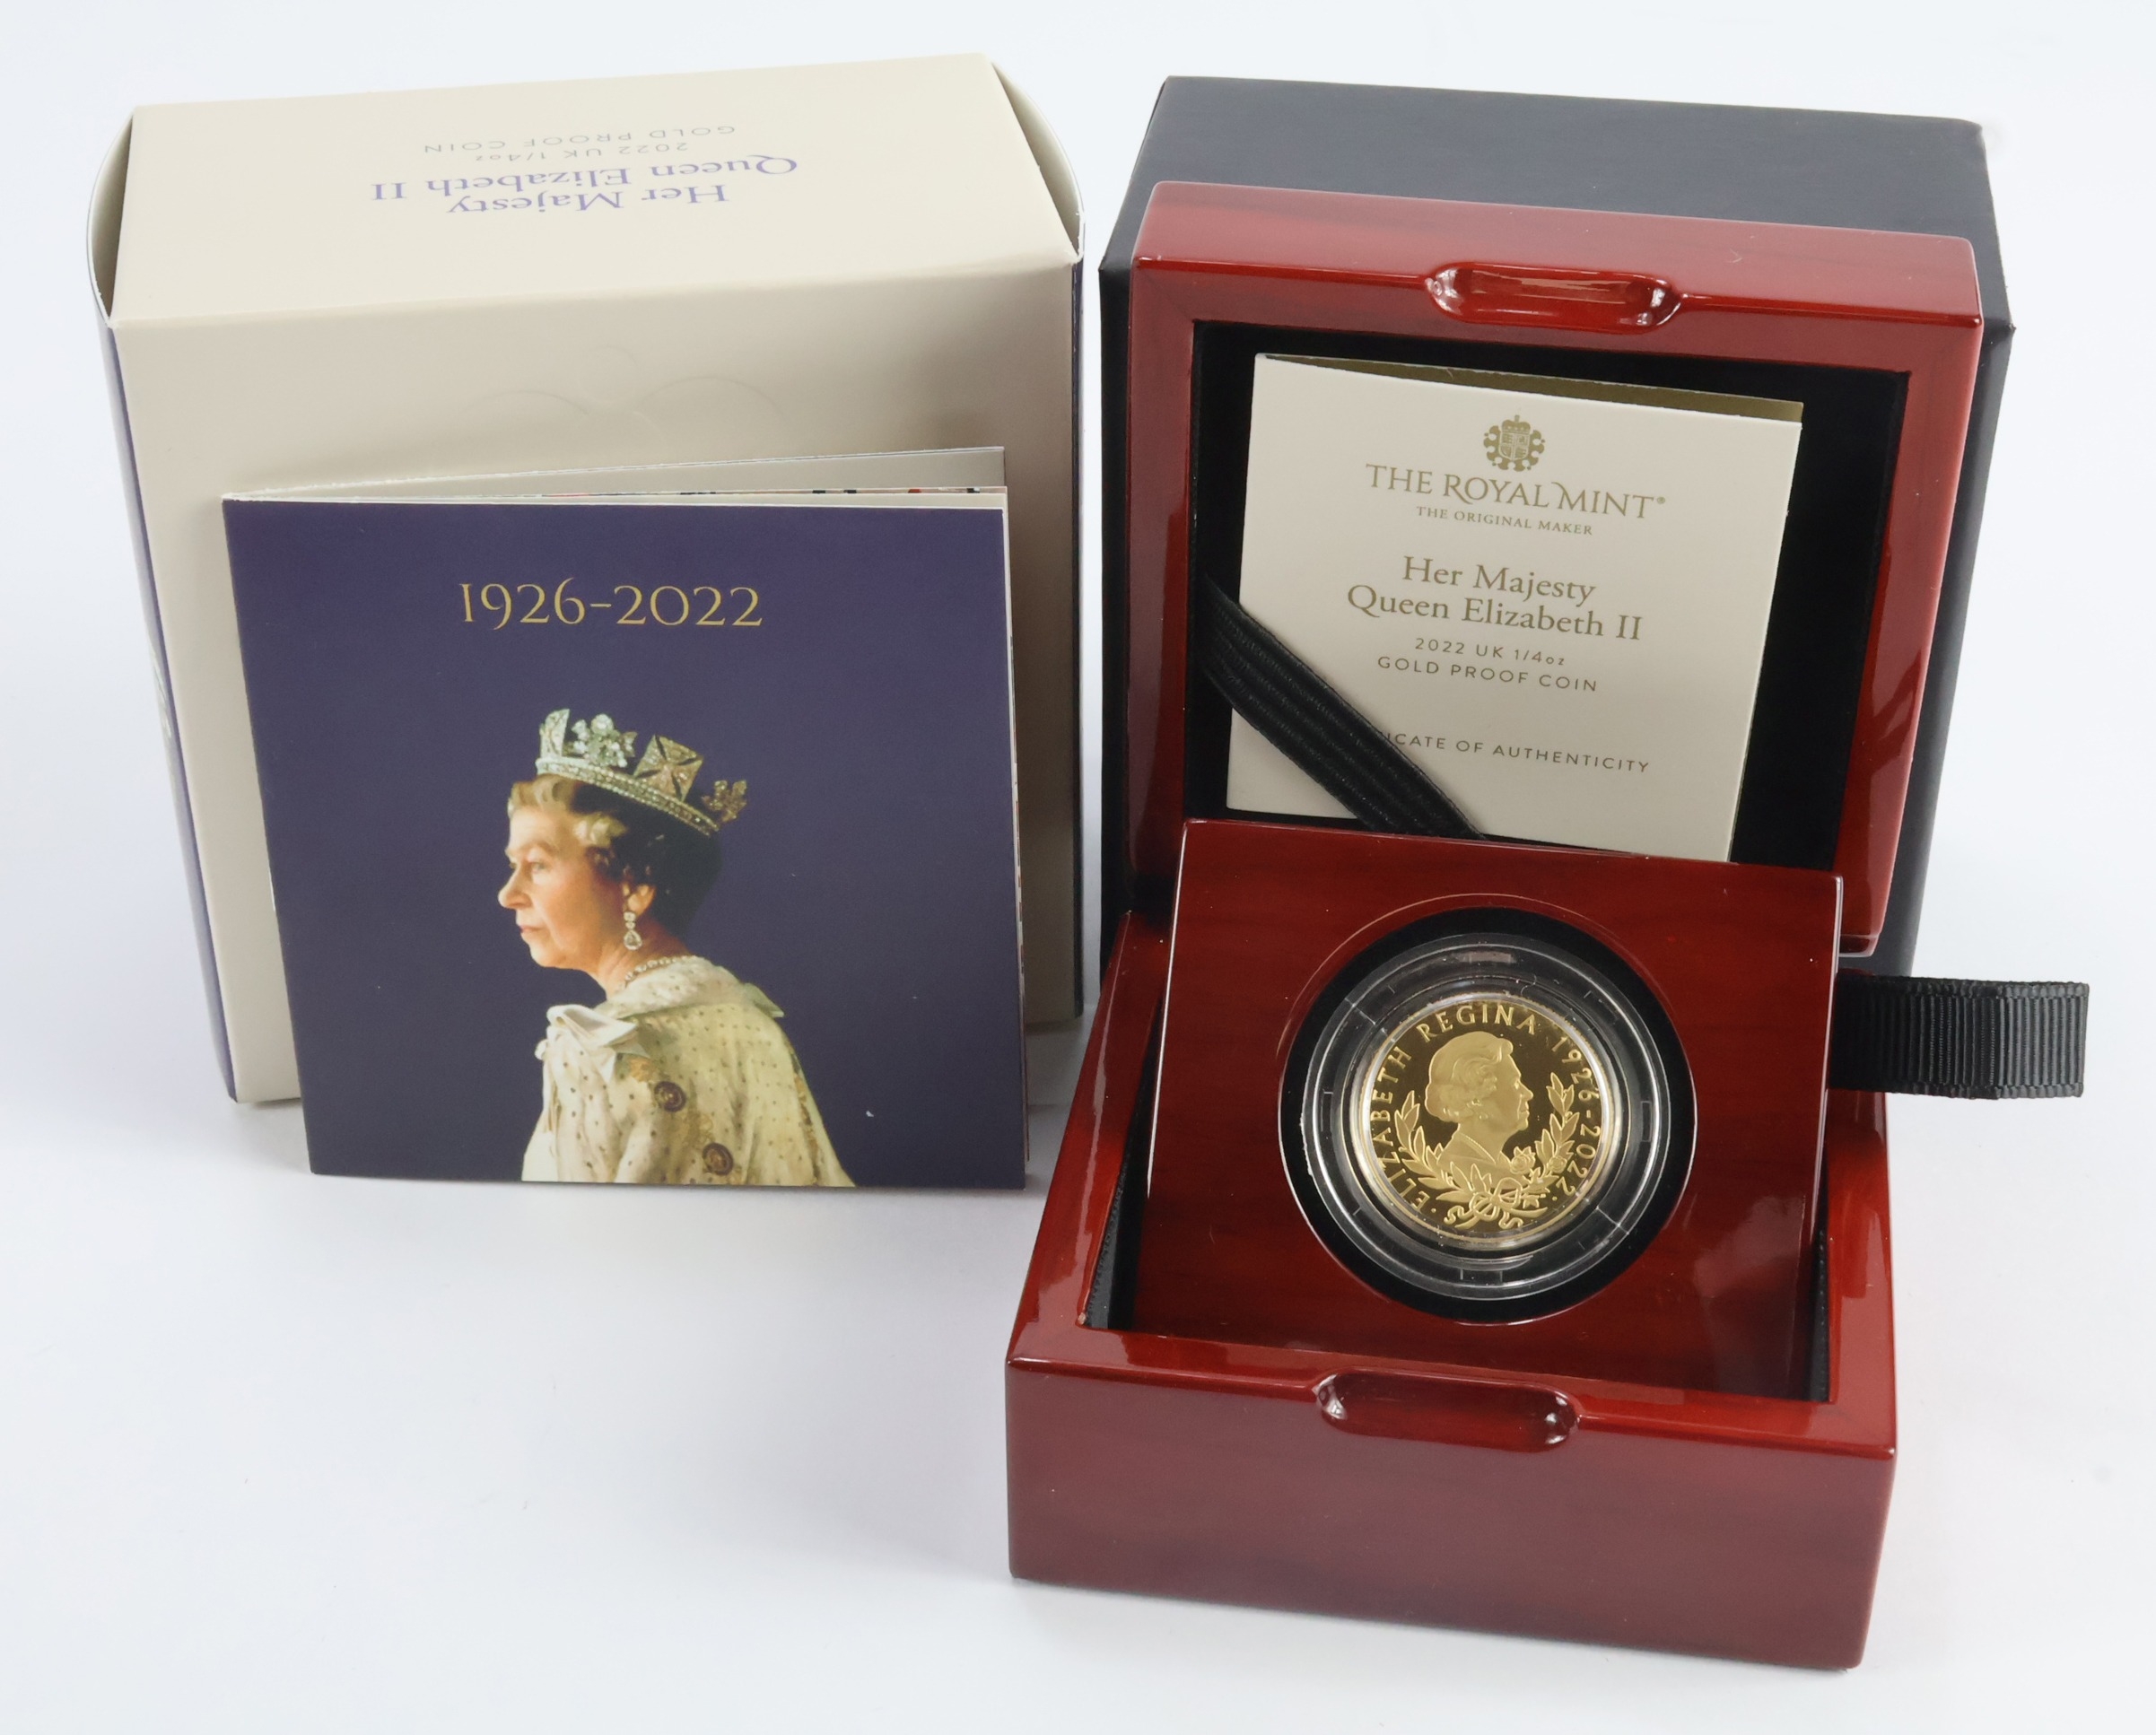 Her Majesty
Queen Elizabeth II
2022 UK 1/4oz
GOLD PROOF COIN
1926-2022
THE ROYAL MINT®
THE ORIGINAL MAKER
Her Majesty
Queen Elizabeth II
2022 UK 1/4oz
GOLD PROOF COIN
ICATE OF AUTHENTICITY
· ELIZABETH REGINA 1926-2022 ·